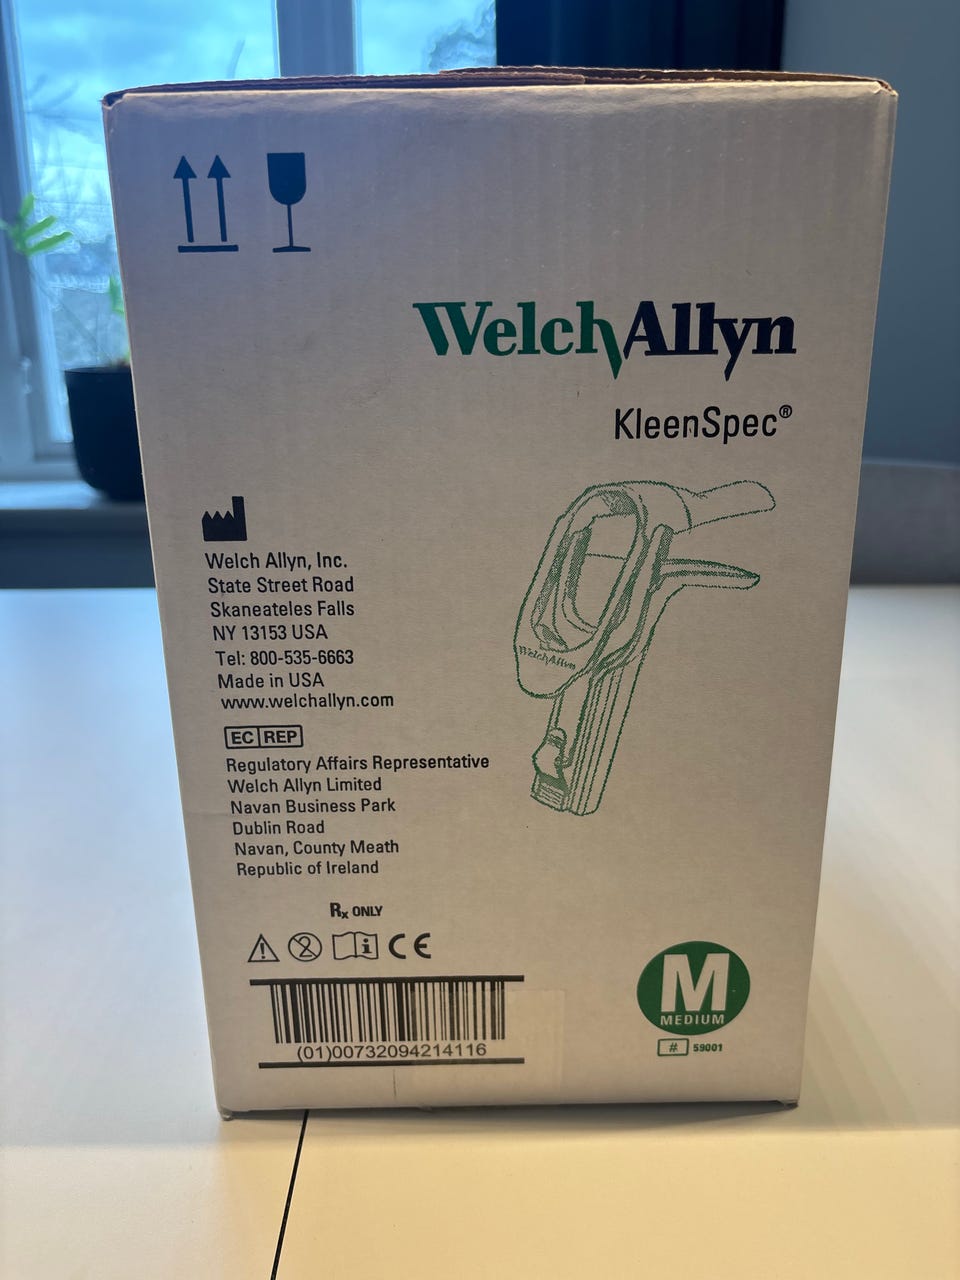 WelchAllyn
KleenSpec®
WelchAllyn
Welch Allyn, Inc.
State Street Road
Skaneateles Falls
NY 13153 USA
Tel: 800-535-6663
Made in USA
www.welchallyn.com
EC REP
Regulatory Affairs Representative
Welch Allyn Limited
Navan Business Park
Dublin Road
Navan, County Meath
Republic of Ireland
Rx ONLY
2
i
CE
(01)00732094214116
M
MEDIUM
# 59001